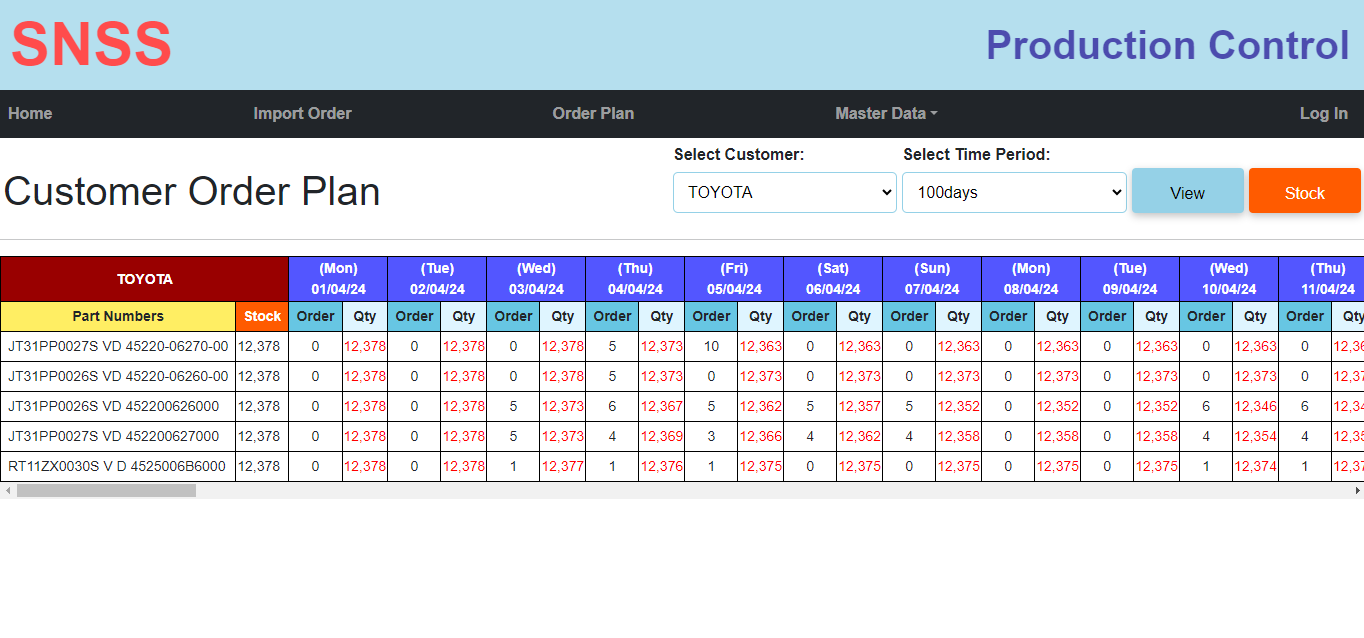 SNSS
Production Control
Home Import Order Order Plan Master Data Log In
Select Customer: Select Time Period:
Customer Order Plan TOYOTA 100days View Stock
TOYOTA (Mon) (Tue) (Wed) (Thu) (Fri) (Sat) (Sun) (Mon) (Tue) (Wed) (Thu)
01/04/24 02/04/24 03/04/24 04/04/24 05/04/24 06/04/24 07/04/24 08/04/24 09/04/24 10/04/24 11/04/24
Part Numbers Stock Order Qty Order Qty Order Qty Order Qty Order Qty Order Qty Order Qty Order Qty Order Qty Order Qty Order
JT31PP0027S VD 45220-06270-00 12,378 0 12,378 0 12,378 0 12,378 5 12,373 10 12,363 0 12,363 0 12,363 0 12,363 0 12,363 0 12,363 0
JT31PP0026S VD 45220-06260-00 12,378 0 12,378 0 12,378 0 12,378 5 12,373 0 12,373 0 12,373 0 12,373 0 12,373 0 12,373 0 12,373 0
JT31PP0026S VD 452200626000 12,378 0 12,378 0 12,378 5 12,373 6 12,367 5 12,362 5 12,357 5 12,352 0 12,352 0 12,352 6 12,346 6
JT31PP0027S VD 452200627000 12,378 0 12,378 0 12,378 5 12,373 4 12,369 3 12,366 4 12,362 4 12,358 0 12,358 0 12,358 4 12,354 4
RT11ZX0030S V D 4525006B6000 12,378 0 12,378 0 12,378 1 12,377 1 12,376 1 12,375 0 12,375 0 12,375 0 12,375 0 12,375 1 12,374 1